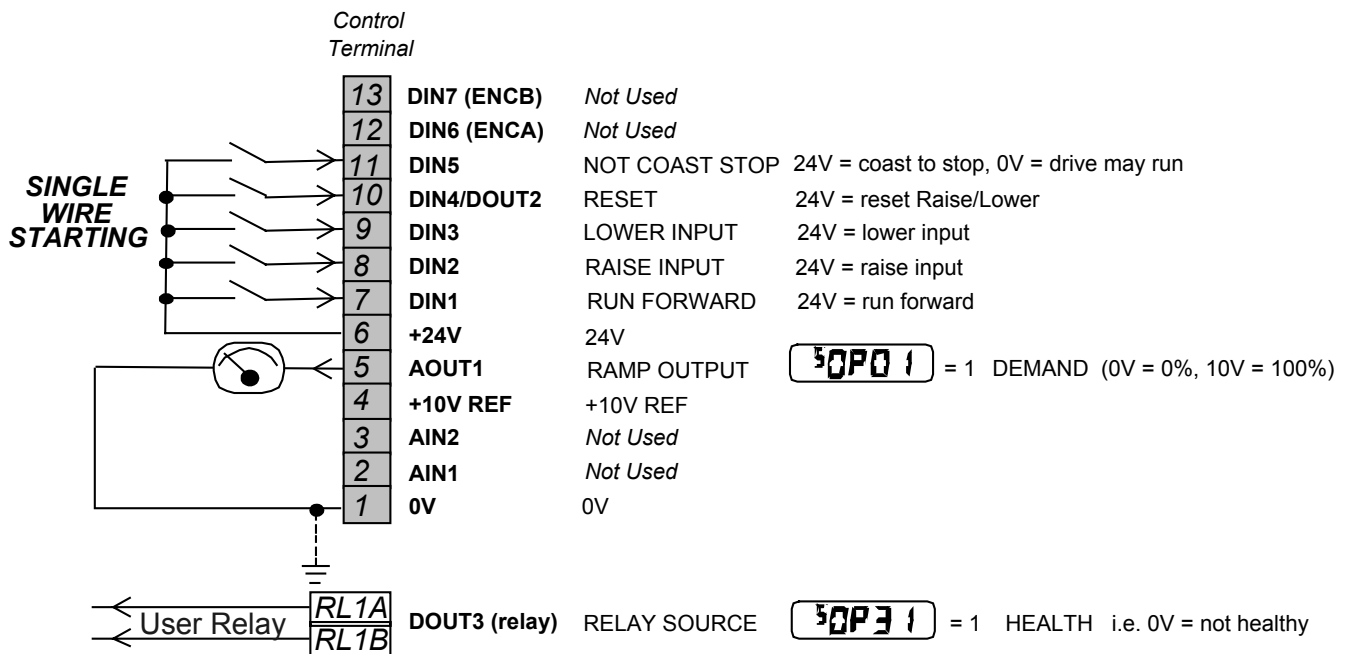 Control
Terminal
13 DIN7 (ENCB) Not Used
12 DIN6 (ENCA) Not Used
11 DIN5 NOT COAST STOP 24V = coast to stop, 0V = drive may run
10 DIN4/DOUT2 RESET 24V = reset Raise/Lower
9 DIN3 LOWER INPUT 24V = lower input
8 DIN2 RAISE INPUT 24V = raise input
7 DIN1 RUN FORWARD 24V = run forward
6 +24V 24V
5 AOUT1 RAMP OUTPUT SOP01 = 1 DEMAND (0V = 0%, 10V = 100%)
4 +10V REF +10V REF
3 AIN2 Not Used
2 AIN1 Not Used
1 0V 0V
SINGLE
WIRE
STARTING
User Relay
RL1A
RL1B
DOUT3 (relay) RELAY SOURCE SOP31 = 1 HEALTH i.e. 0V = not healthy